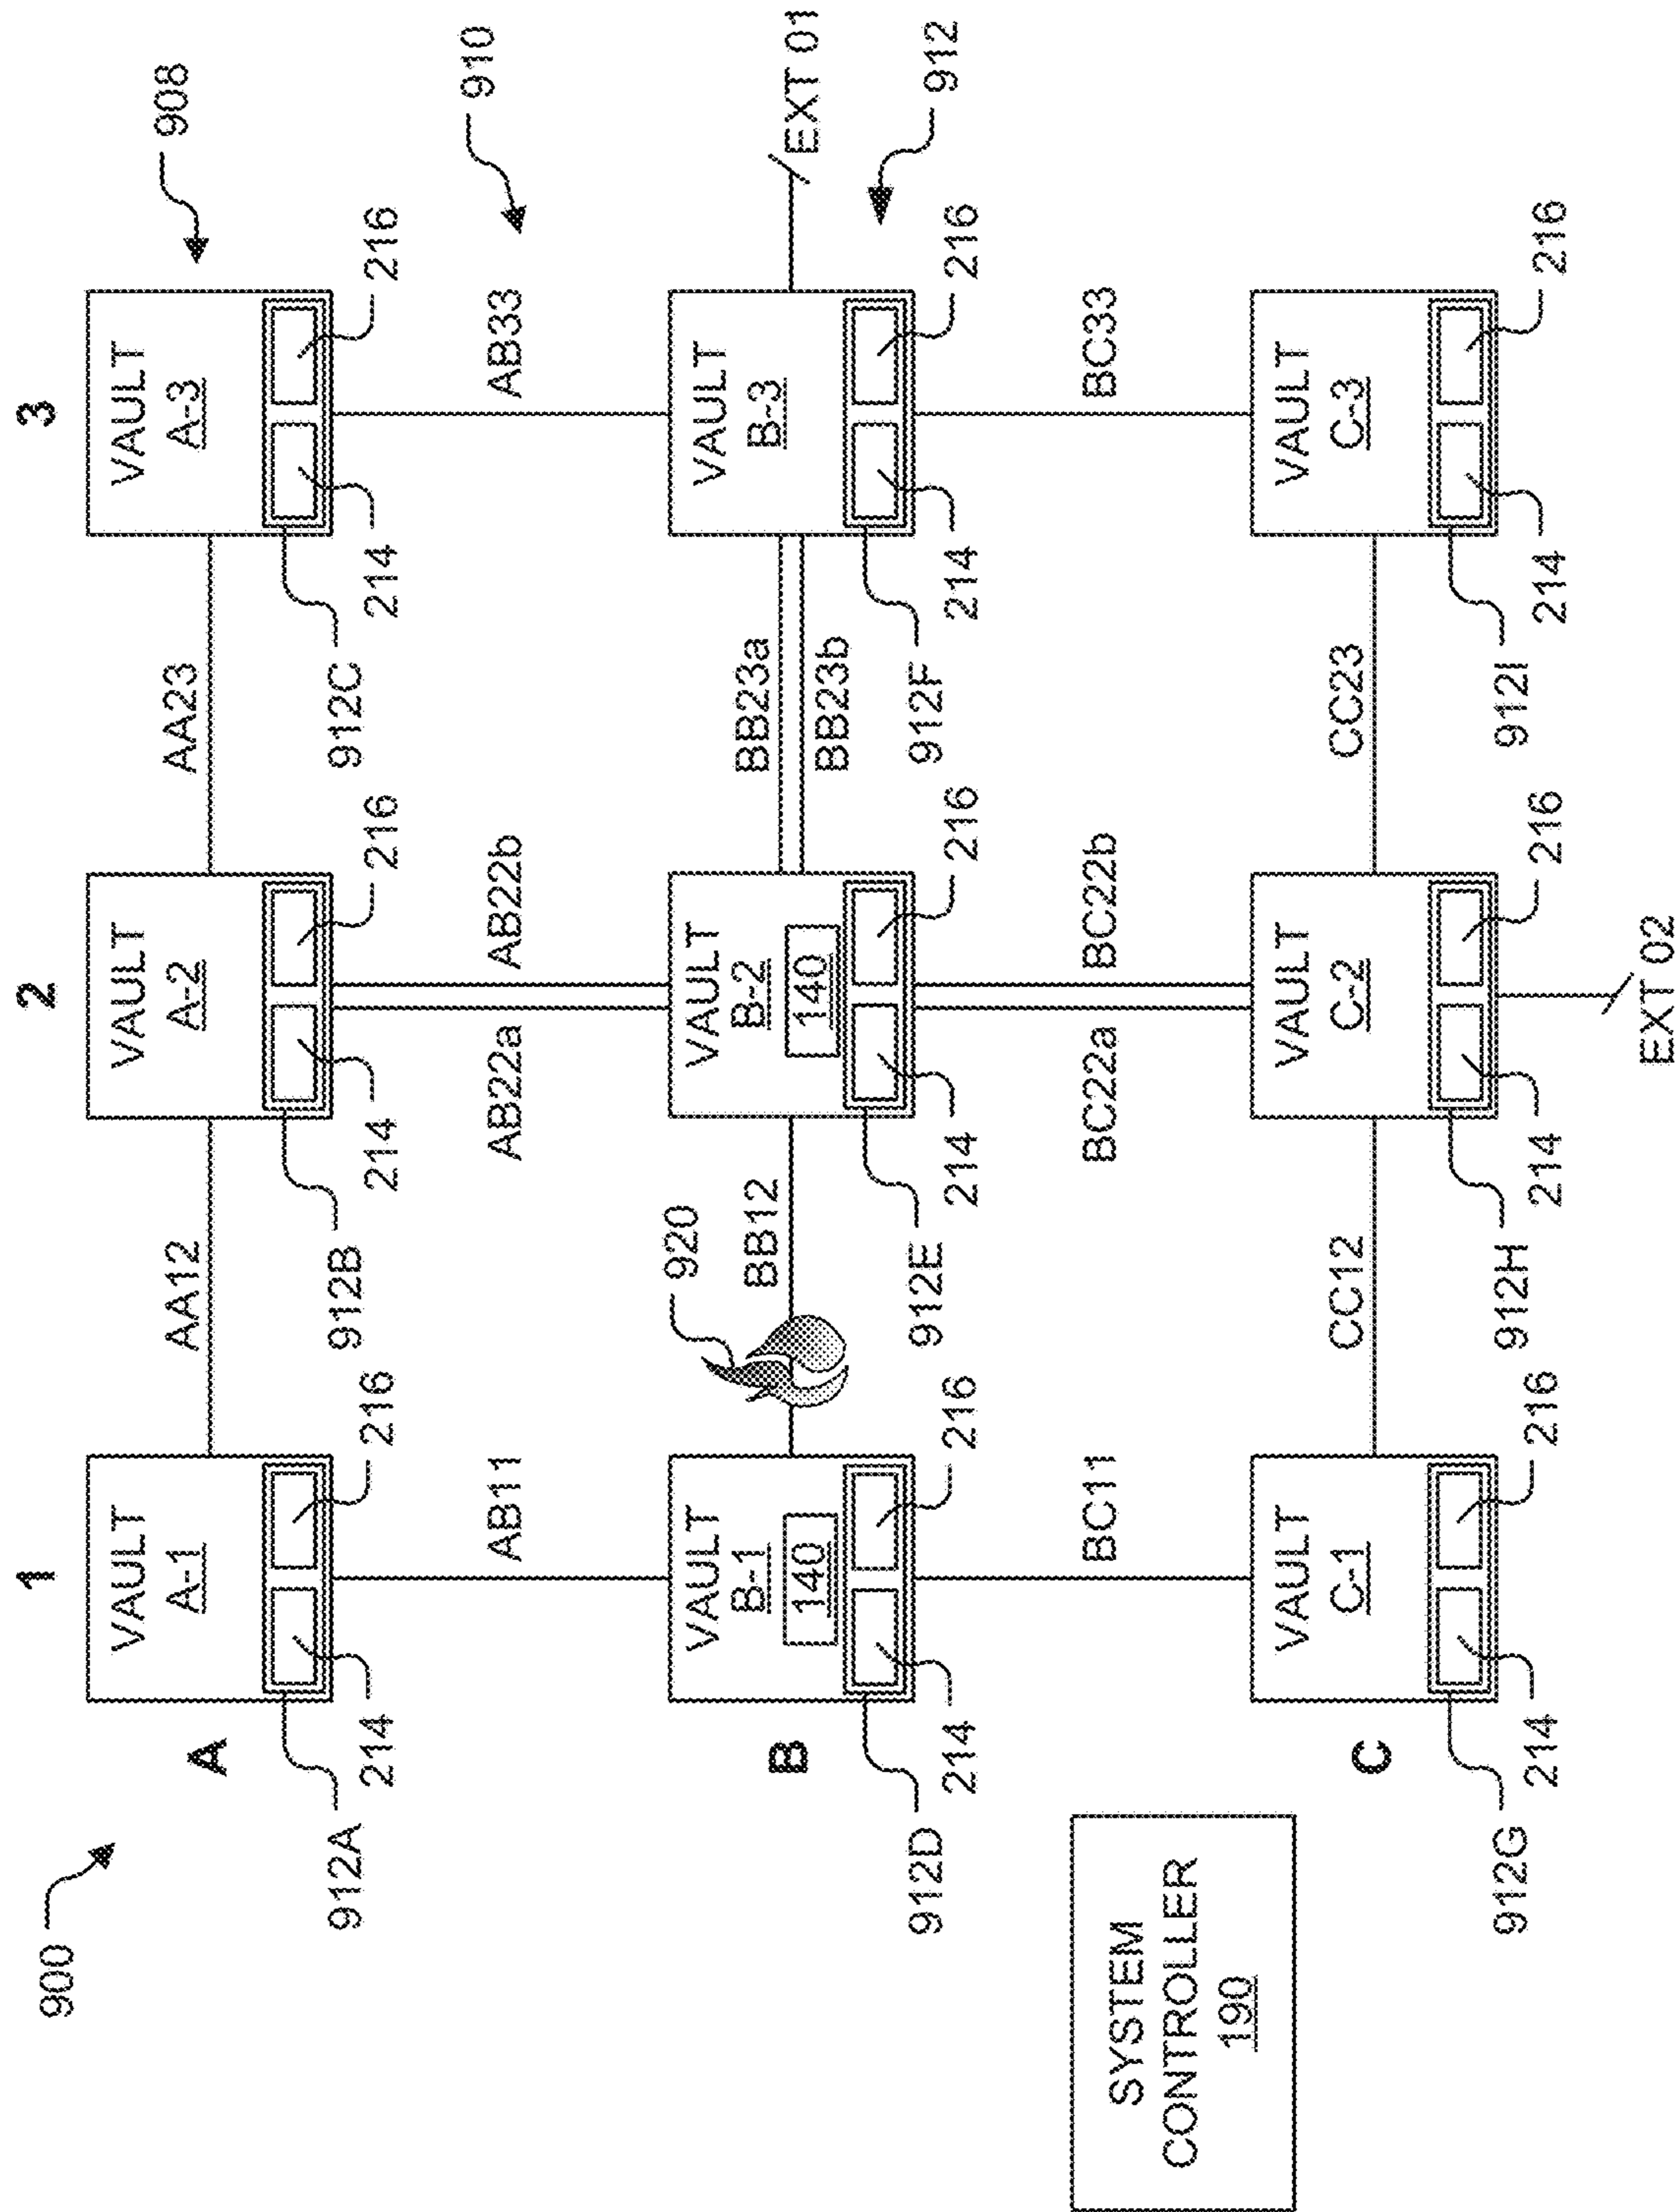 900
1
2
3
908
A
VAULT
A-1
AA12
VAULT
A-2
AA23
VAULT
A-3
912A
214
216
912B
214
216
912C
214
216
910
AB11
AB22a
AB22b
AB33
920
B
VAULT
B-1
140
BB12
VAULT
B-2
140
BB23a
BB23b
VAULT
B-3
EXT 01
912D
214
216
912E
214
216
912F
214
216
912
BC11
BC22a
BC22b
BC33
SYSTEM
CONTROLLER
190
C
VAULT
C-1
CC12
VAULT
C-2
CC23
VAULT
C-3
912G
214
216
912H
214
216
912I
214
216
EXT 02